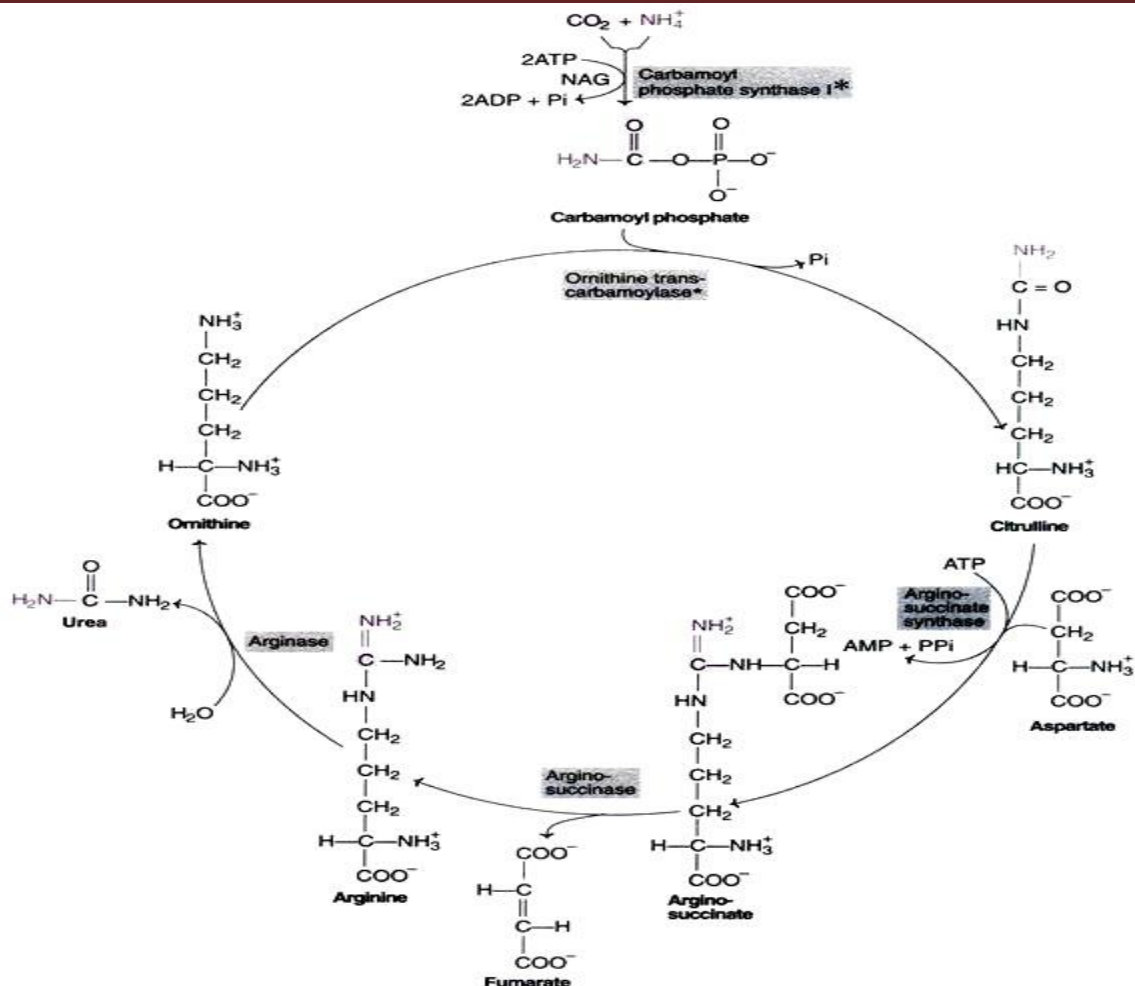 CO₂ + NH₄⁺
2ATP
NAG
2ADP + Pi
Carbamoyl
phosphate synthase I*
O O
H₂N—C—O—P—O⁻
O⁻
Carbamoyl phosphate
Pi
Ornithine trans-
carbamoylase*
NH₃⁺
CH₂
CH₂
CH₂
H—C—NH₃⁺
COO⁻
Ornithine
NH₂
C=O
HN
CH₂
CH₂
CH₂
HC—NH₃⁺
COO⁻
Citrulline
ATP
Argino-
succinate
synthase
AMP + PPi
COO⁻
CH₂
H—C—NH₃⁺
COO⁻
Aspartate
O
H₂N—C—NH₂
Urea
Arginase
H₂O
NH₂⁺
C—NH₂
HN
CH₂
CH₂
CH₂
H—C—NH₃⁺
COO⁻
Arginine
Argino-
succinase
COO⁻
NH₂⁺ CH₂
C—NH—C—H
HN COO⁻
CH₂
CH₂
CH₂
H—C—NH₃⁺
COO⁻
Argino-
succinate
COO⁻
H—C
C—H
COO⁻
Fumarate